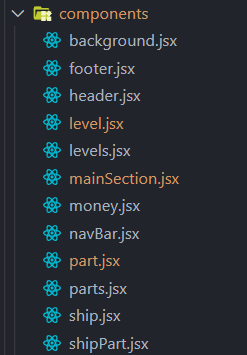 components
background.jsx
footer.jsx
header.jsx
level.jsx
levels.jsx
mainSection.jsx
money.jsx
navBar.jsx
part.jsx
parts.jsx
ship.jsx
shipPart.jsx